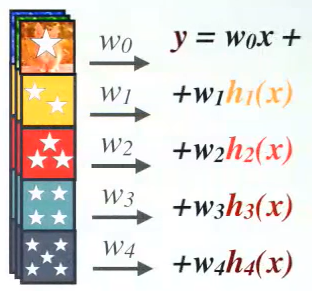 w0 y = w0x +
w1 +w1h1(x)
w2 +w2h2(x)
w3 +w3h3(x)
w4 +w4h4(x)